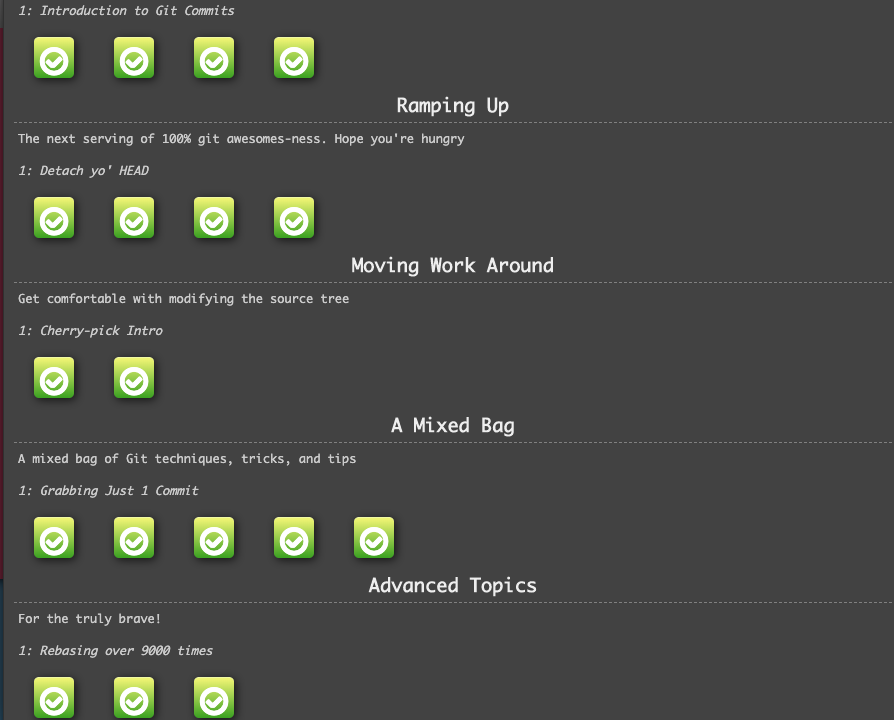 1: Introduction to Git Commits
Ramping Up
The next serving of 100% git awesomes-ness. Hope you're hungry
1: Detach yo' HEAD
Moving Work Around
Get comfortable with modifying the source tree
1: Cherry-pick Intro
A Mixed Bag
A mixed bag of Git techniques, tricks, and tips
1: Grabbing Just 1 Commit
Advanced Topics
For the truly brave!
1: Rebasing over 9000 times